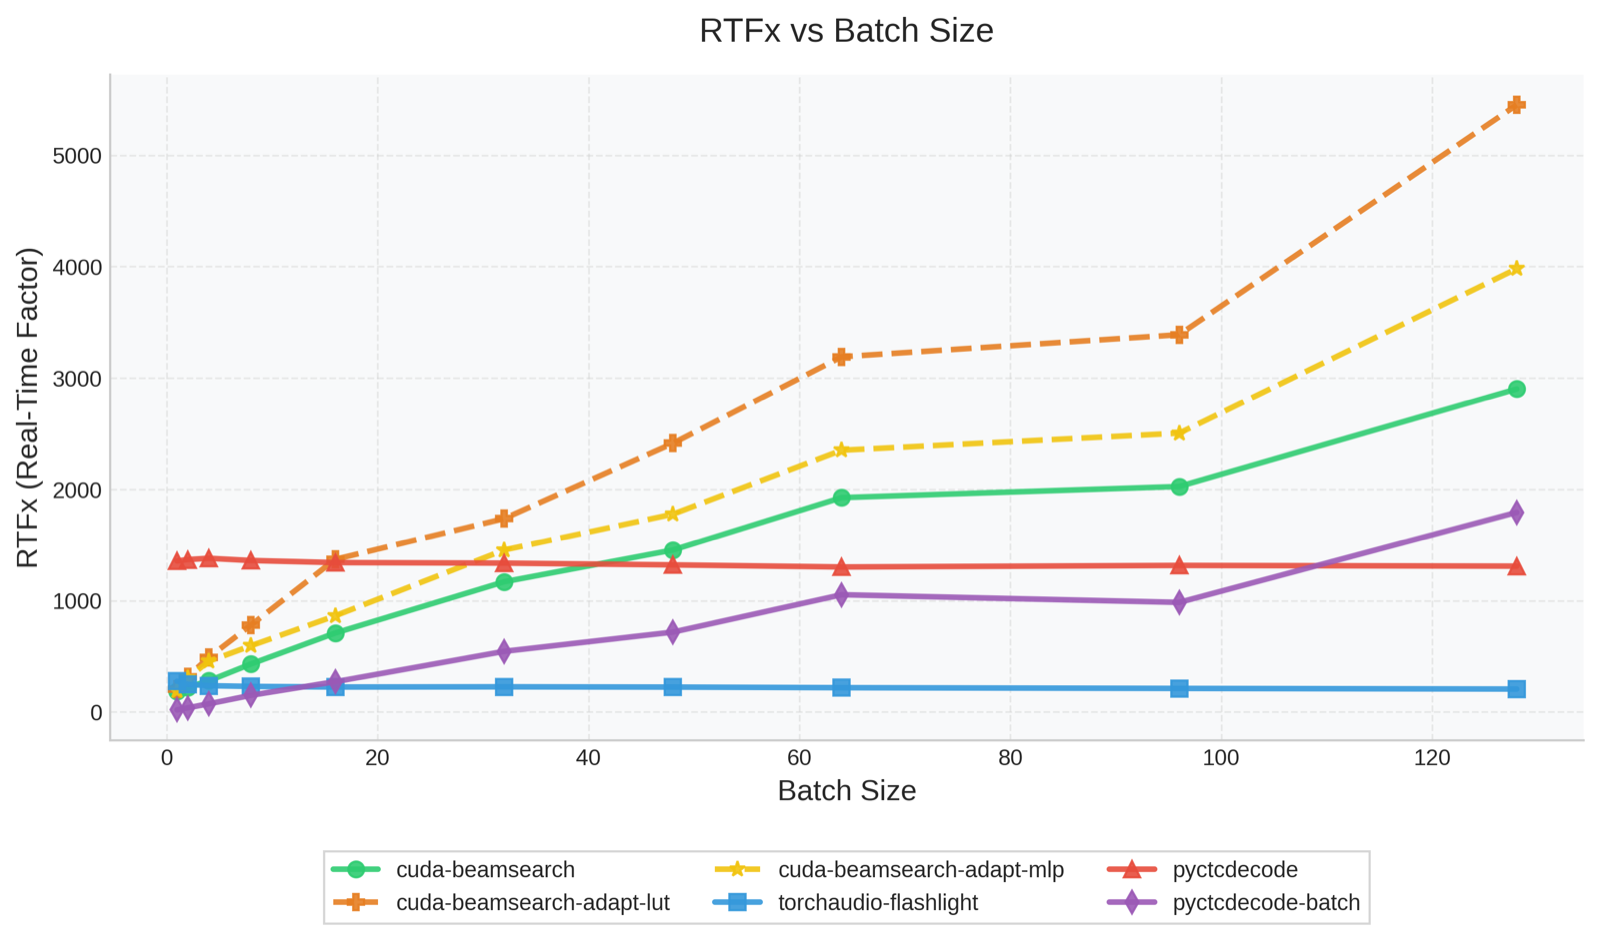 RTFx vs Batch Size
RTFx (Real-Time Factor)
5000
4000
3000
2000
1000
0
0 20 40 60 80 100 120
Batch Size
cuda-beamsearch cuda-beamsearch-adapt-mlp pyctcdecode
cuda-beamsearch-adapt-lut torchaudio-flashlight pyctcdecode-batch